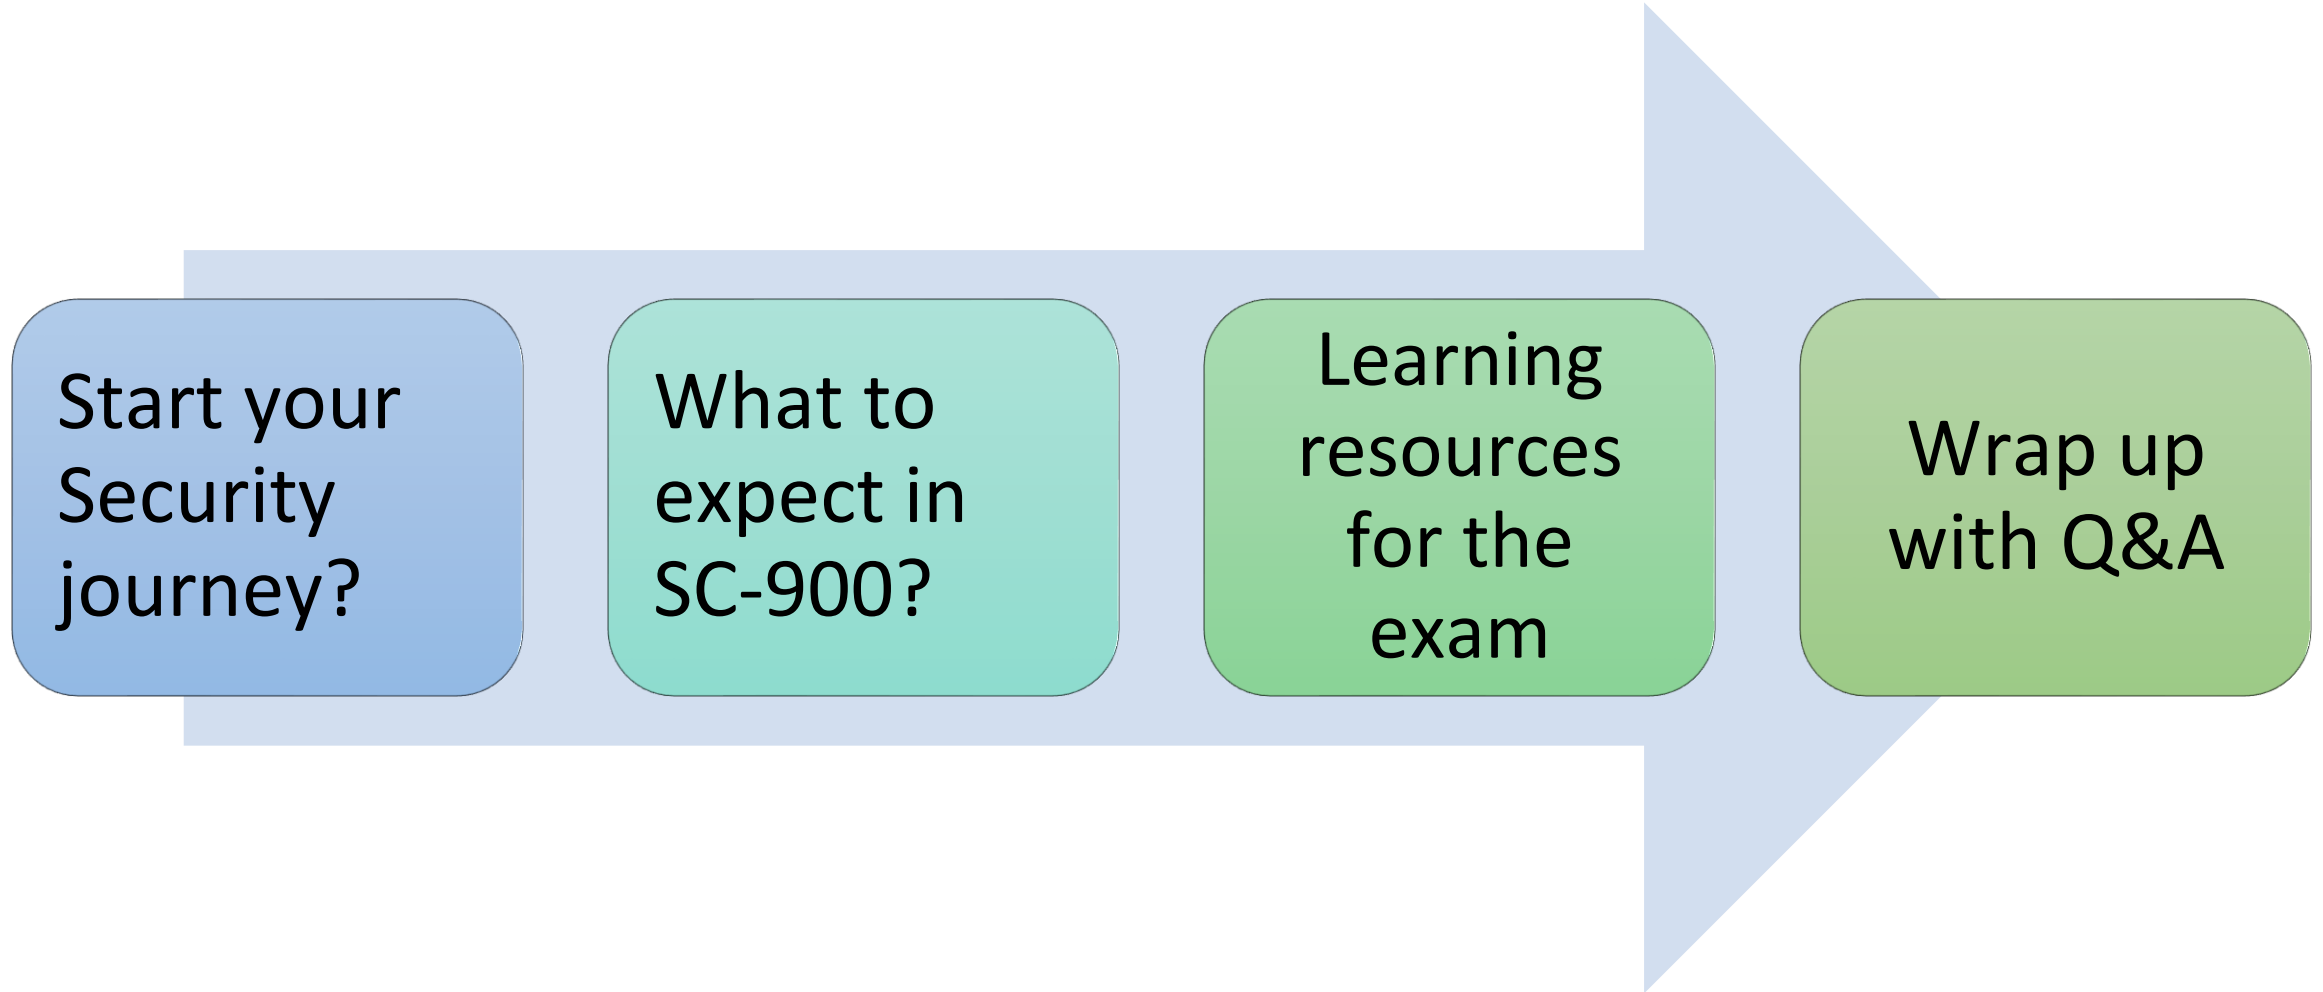 Start your
Security
journey?
What to
expect in
SC-900?
Learning
resources
for the
exam
Wrap up
with Q&A